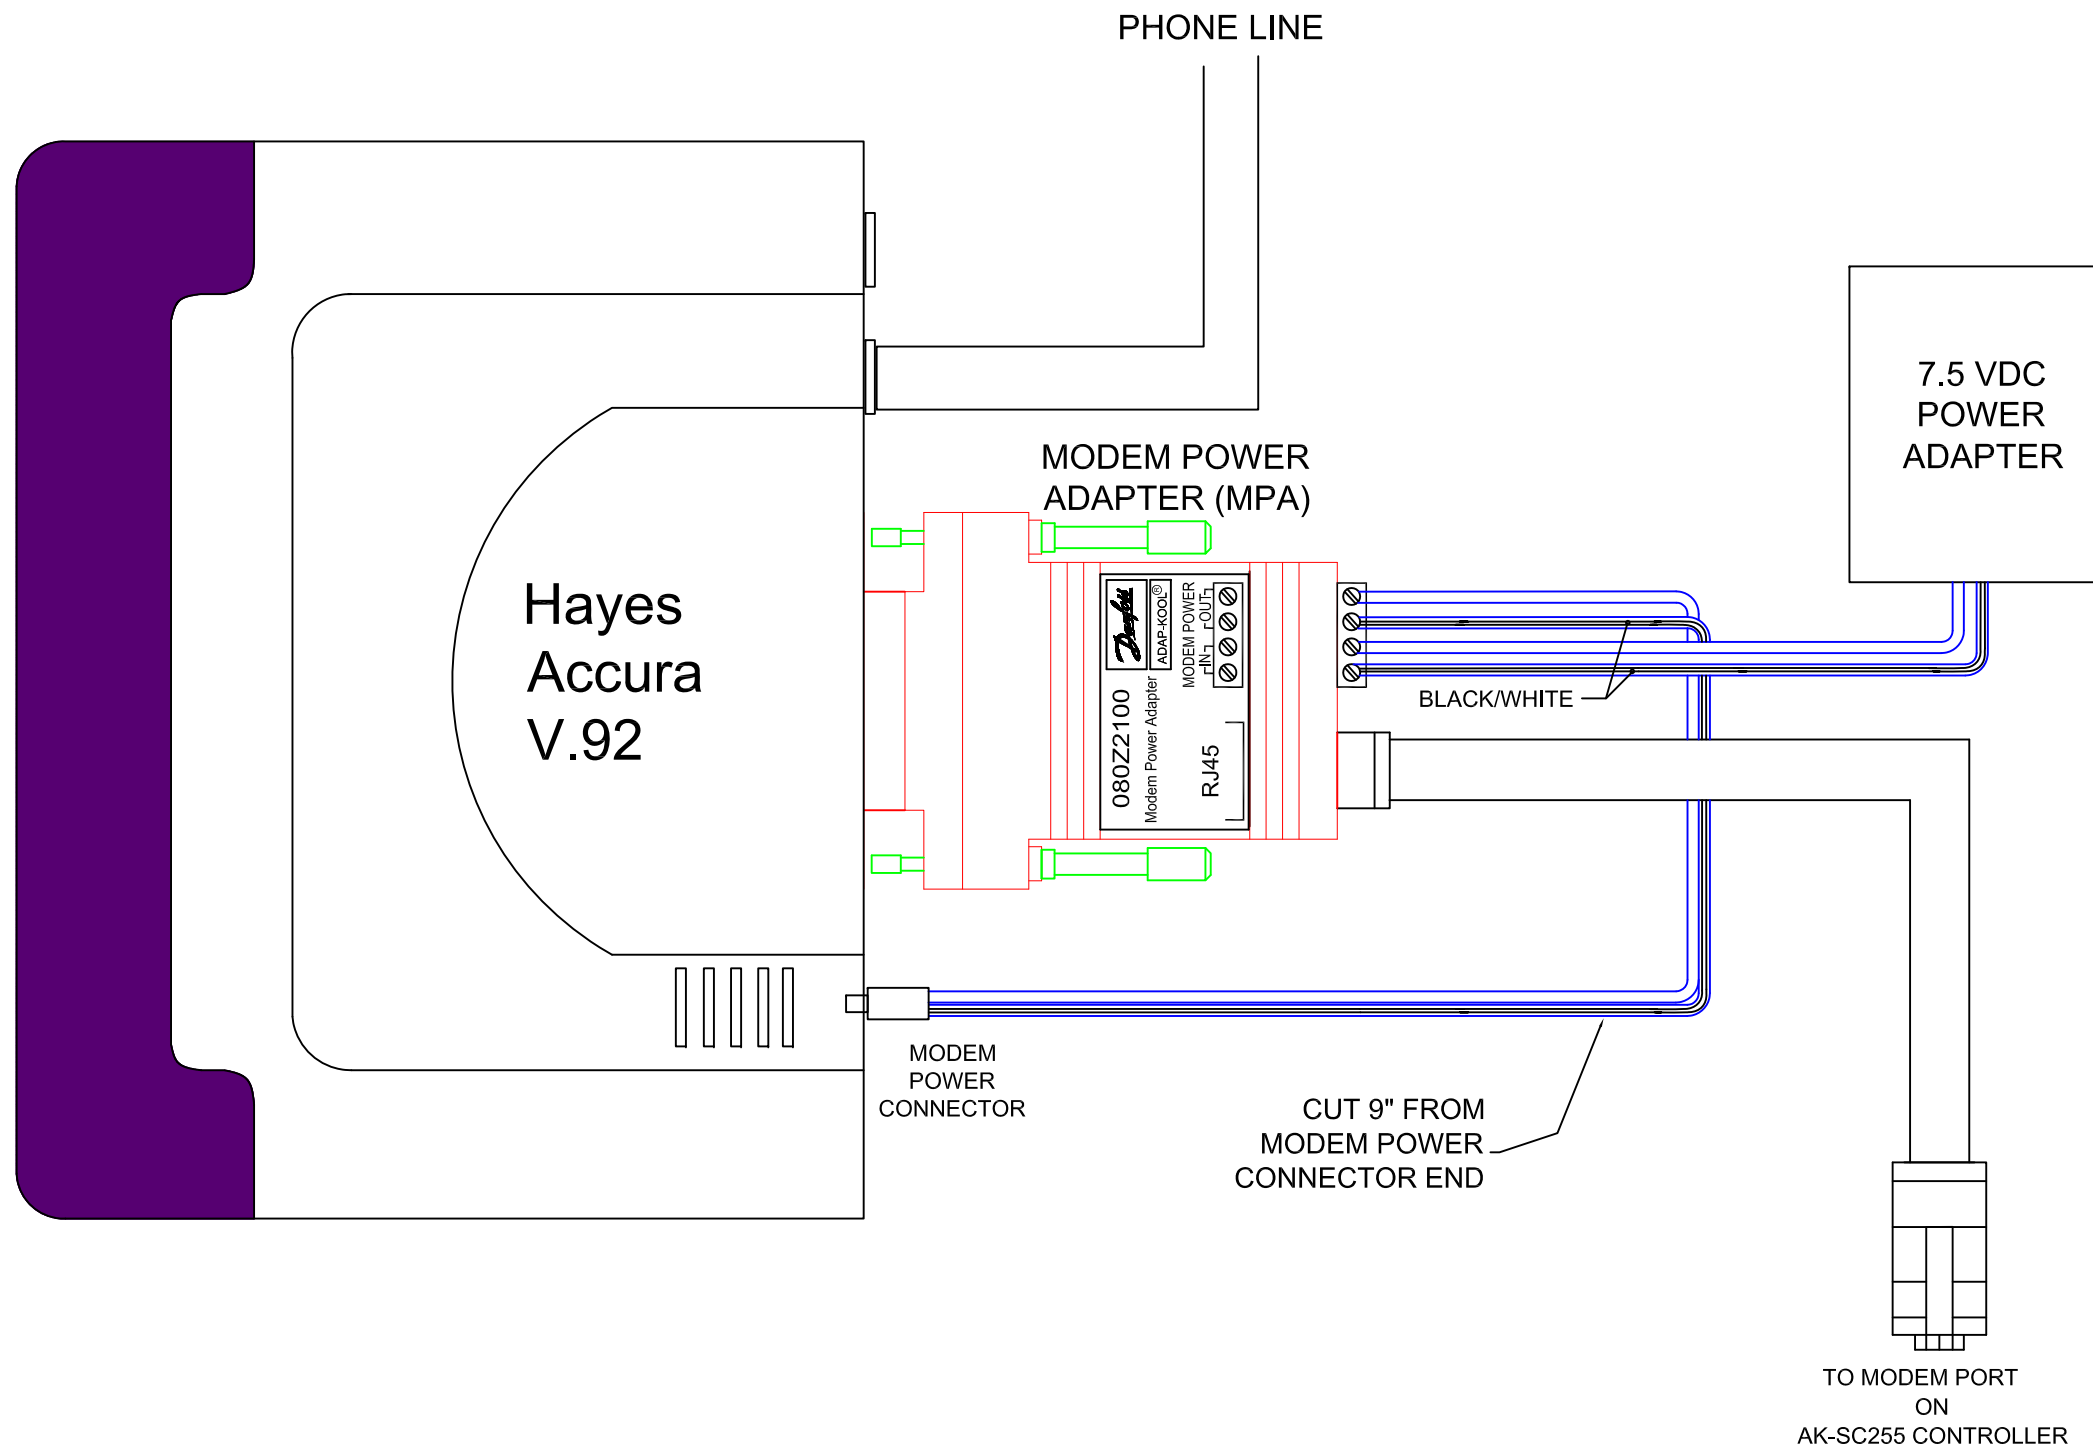 PHONE LINE
7.5 VDC
POWER
ADAPTER
MODEM POWER
ADAPTER (MPA)
Hayes
Accura
V.92
Danfoss
ADAP-KOOL®
MODEM POWER
IN OUT
080Z2100
Modem Power Adapter
RJ45
BLACK/WHITE
MODEM
POWER
CONNECTOR
CUT 9" FROM
MODEM POWER
CONNECTOR END
TO MODEM PORT
ON
AK-SC255 CONTROLLER